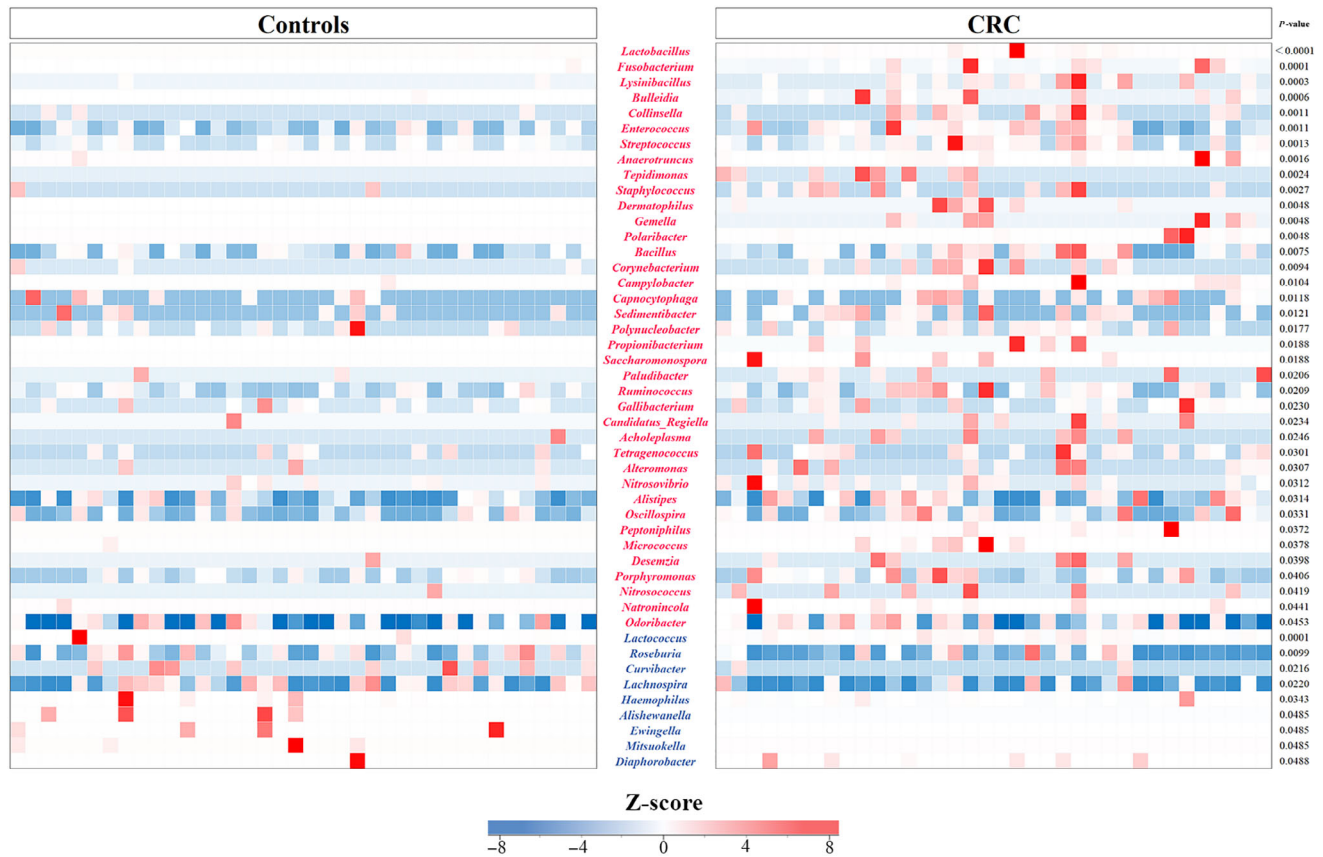 Controls
CRC
P-value
Lactobacillus <0.0001
Fusobacterium 0.0001
Lysinibacillus 0.0003
Bulleidia 0.0006
Collinsella 0.0011
Enterococcus 0.0011
Streptococcus 0.0013
Anaerotruncus 0.0016
Tepidimonas 0.0024
Staphylococcus 0.0027
Dermatophilus 0.0048
Gemella 0.0048
Polaribacter 0.0048
Bacillus 0.0075
Corynebacterium 0.0094
Campylobacter 0.0104
Capnocytophaga 0.0118
Sedimentibacter 0.0121
Polynucleobacter 0.0177
Propionibacterium 0.0188
Saccharomonospora 0.0188
Paludibacter 0.0206
Ruminococcus 0.0209
Gallibacterium 0.0230
Candidatus_Regiella 0.0234
Acholeplasma 0.0246
Tetragenococcus 0.0301
Alteromonas 0.0307
Nitrosovibrio 0.0312
Alistipes 0.0314
Oscillospira 0.0331
Peptoniphilus 0.0372
Micrococcus 0.0378
Desemzia 0.0398
Porphyromonas 0.0406
Nitrosococcus 0.0419
Natronincola 0.0441
Odoribacter 0.0453
Lactococcus 0.0001
Roseburia 0.0099
Curvibacter 0.0216
Lachnospira 0.0220
Haemophilus 0.0343
Alishewanella 0.0485
Ewingella 0.0485
Mitsuokella 0.0485
Diaphorobacter 0.0488
Z-score
−8 −4 0 4 8